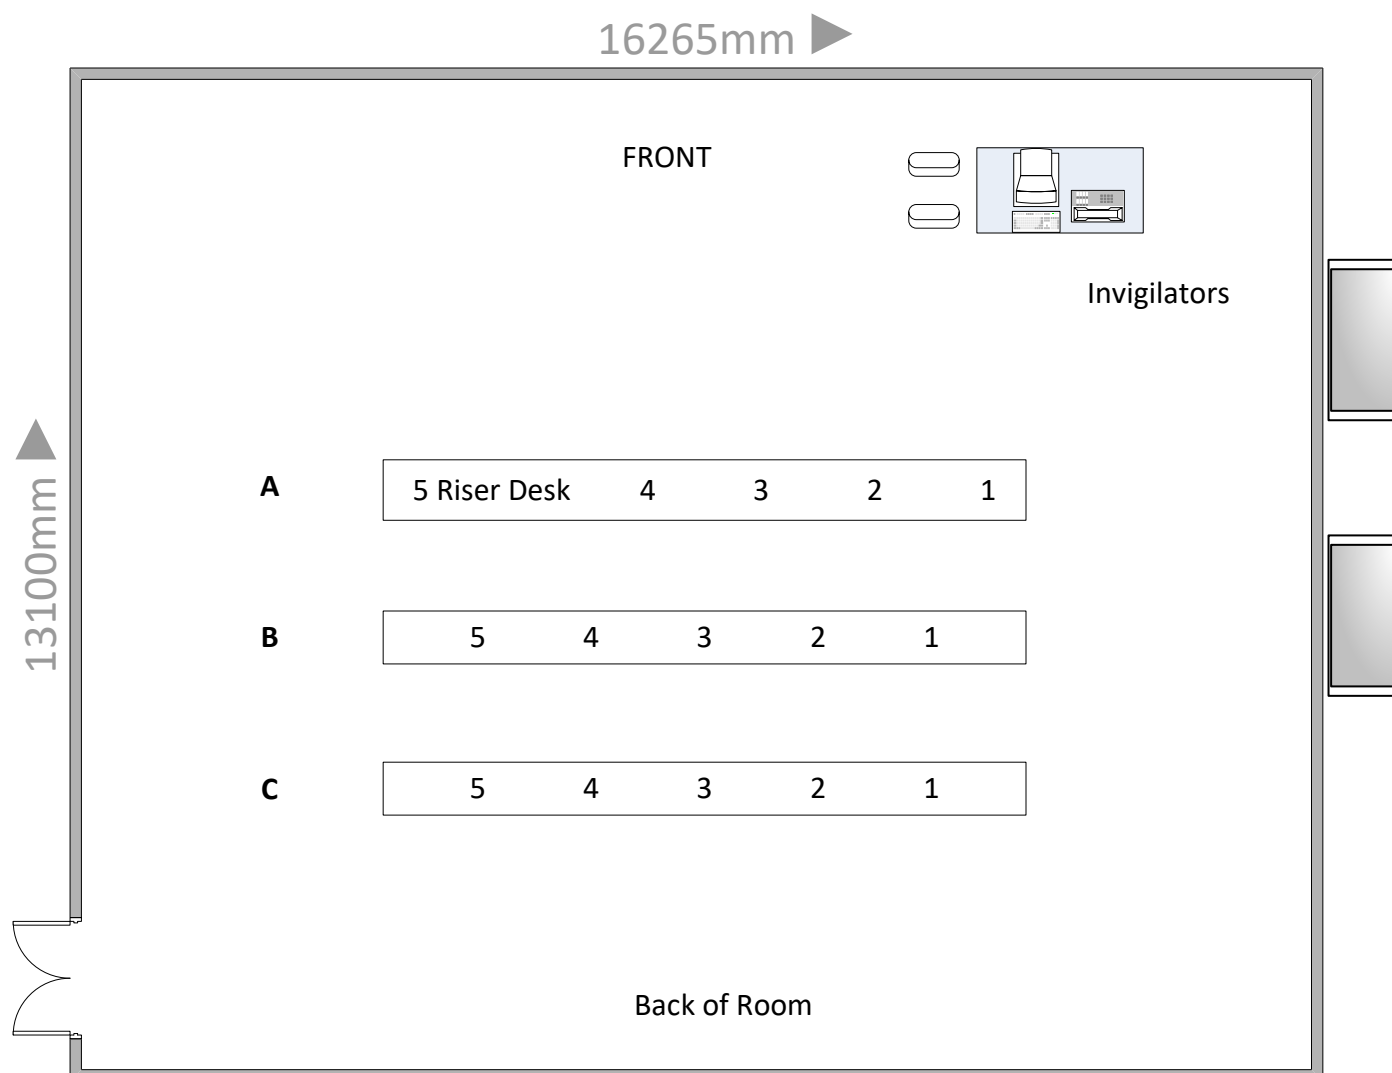 16265mm
FRONT
Invigilators
13100mm
A 5 Riser Desk 4 3 2 1
B 5 4 3 2 1
C 5 4 3 2 1
Back of Room